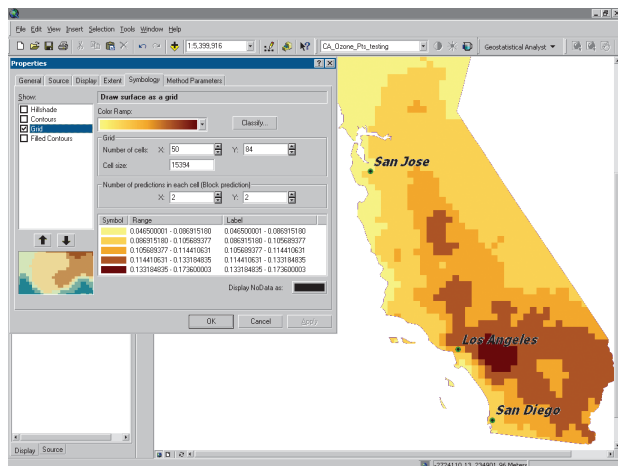 File Edit View Insert Selection Tools Window Help
1:5,399,916
CA_Ozone_Pts_testing
Geostatistical Analyst
Properties
General Source Display Extent Symbology Method Parameters
Show:
Hillshade
Contours
Grid
Filled Contours
Draw surface as a grid
Color Ramp:
Classify...
Grid
Number of cells: X: 50 Y: 84
Cell size: 15394
Number of predictions in each cell (Block prediction)
X: 2 Y: 2
Symbol Range Label
0.046500001 - 0.086915180 0.046500001 - 0.086915180
0.086915180 - 0.105689377 0.086915180 - 0.105689377
0.105689377 - 0.114410631 0.105689377 - 0.114410631
0.114410631 - 0.133184835 0.114410631 - 0.133184835
0.133184835 - 0.173600003 0.133184835 - 0.173600003
Display NoData as:
OK Cancel Apply
San Jose
Los Angeles
San Diego
Display Source
-2724110.13 234901.96 Meters